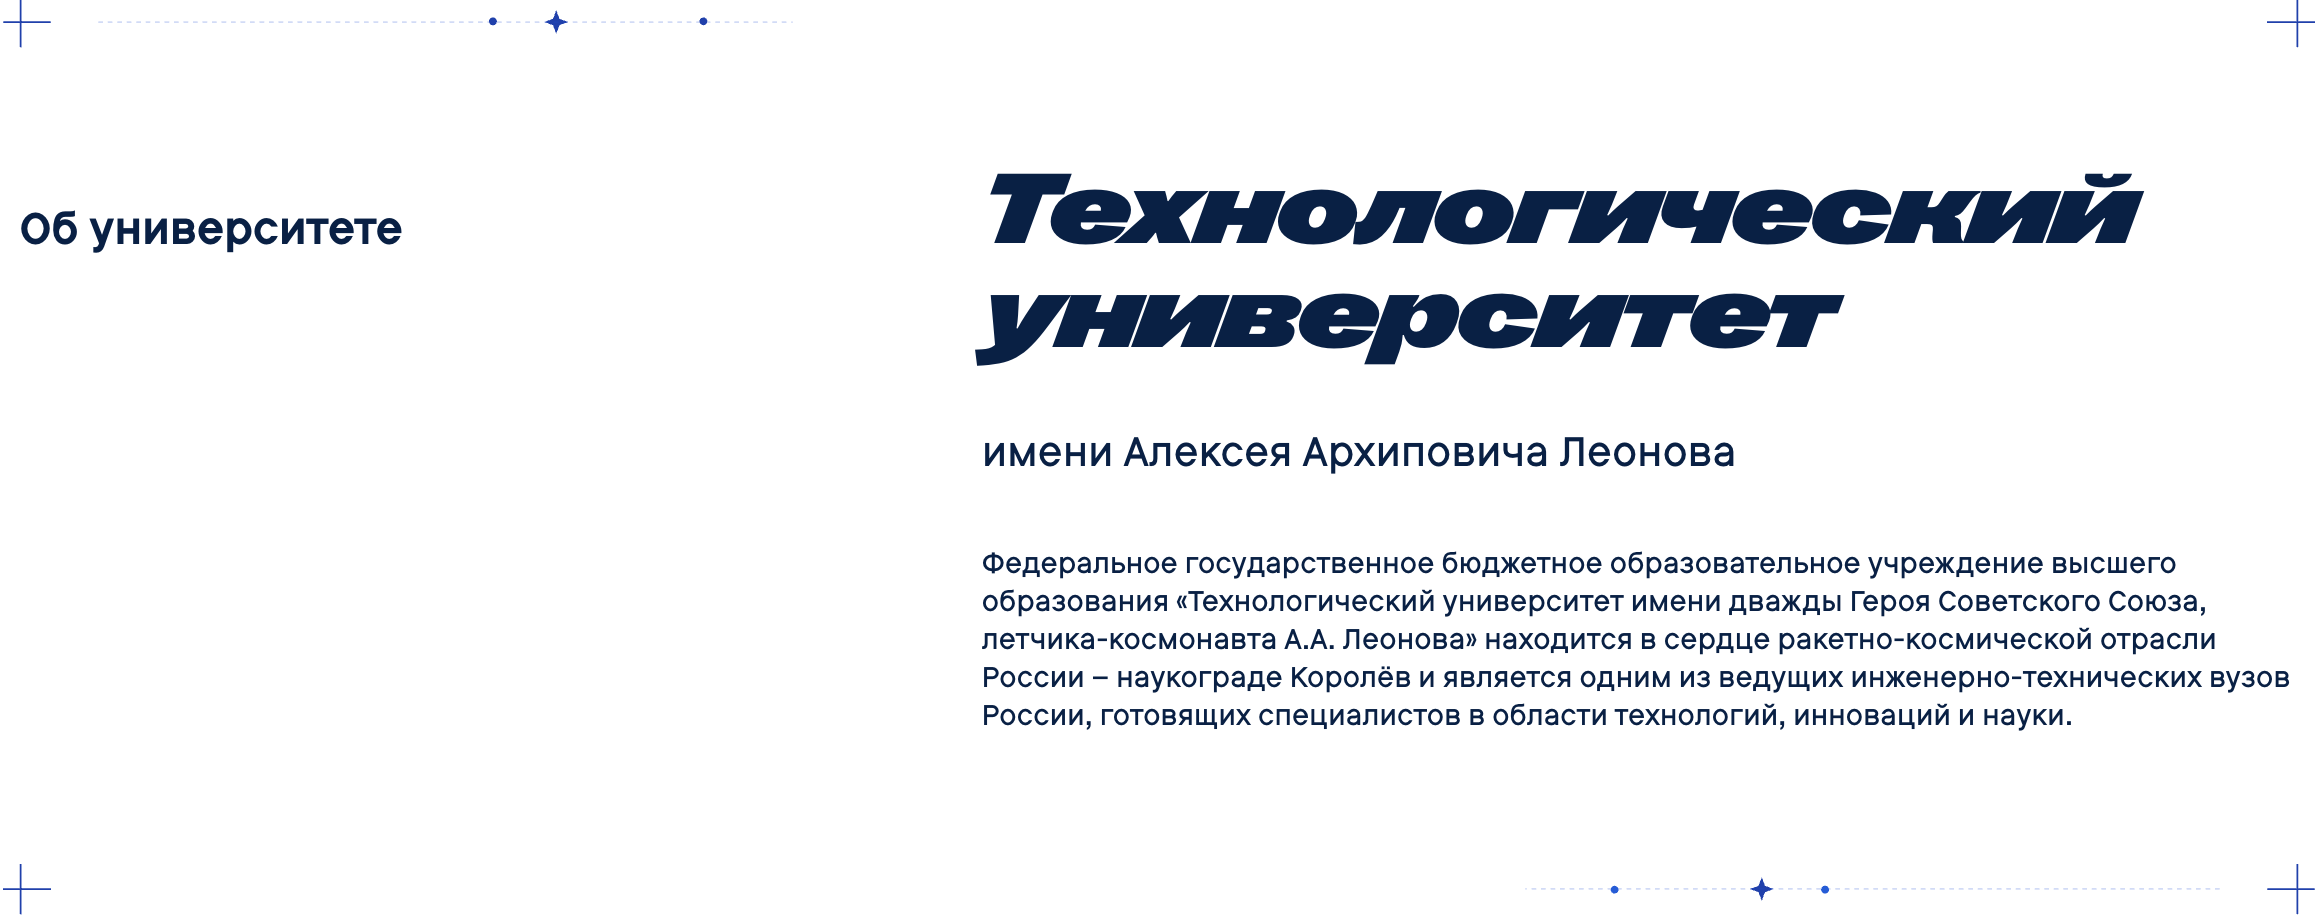 Об университете
Технологический
университет
имени Алексея Архиповича Леонова
Федеральное государственное бюджетное образовательное учреждение высшего
образования «Технологический университет имени дважды Героя Советского Союза,
летчика-космонавта А.А. Леонова» находится в сердце ракетно-космической отрасли
России – наукограде Королёв и является одним из ведущих инженерно-технических вузов
России, готовящих специалистов в области технологий, инноваций и науки.